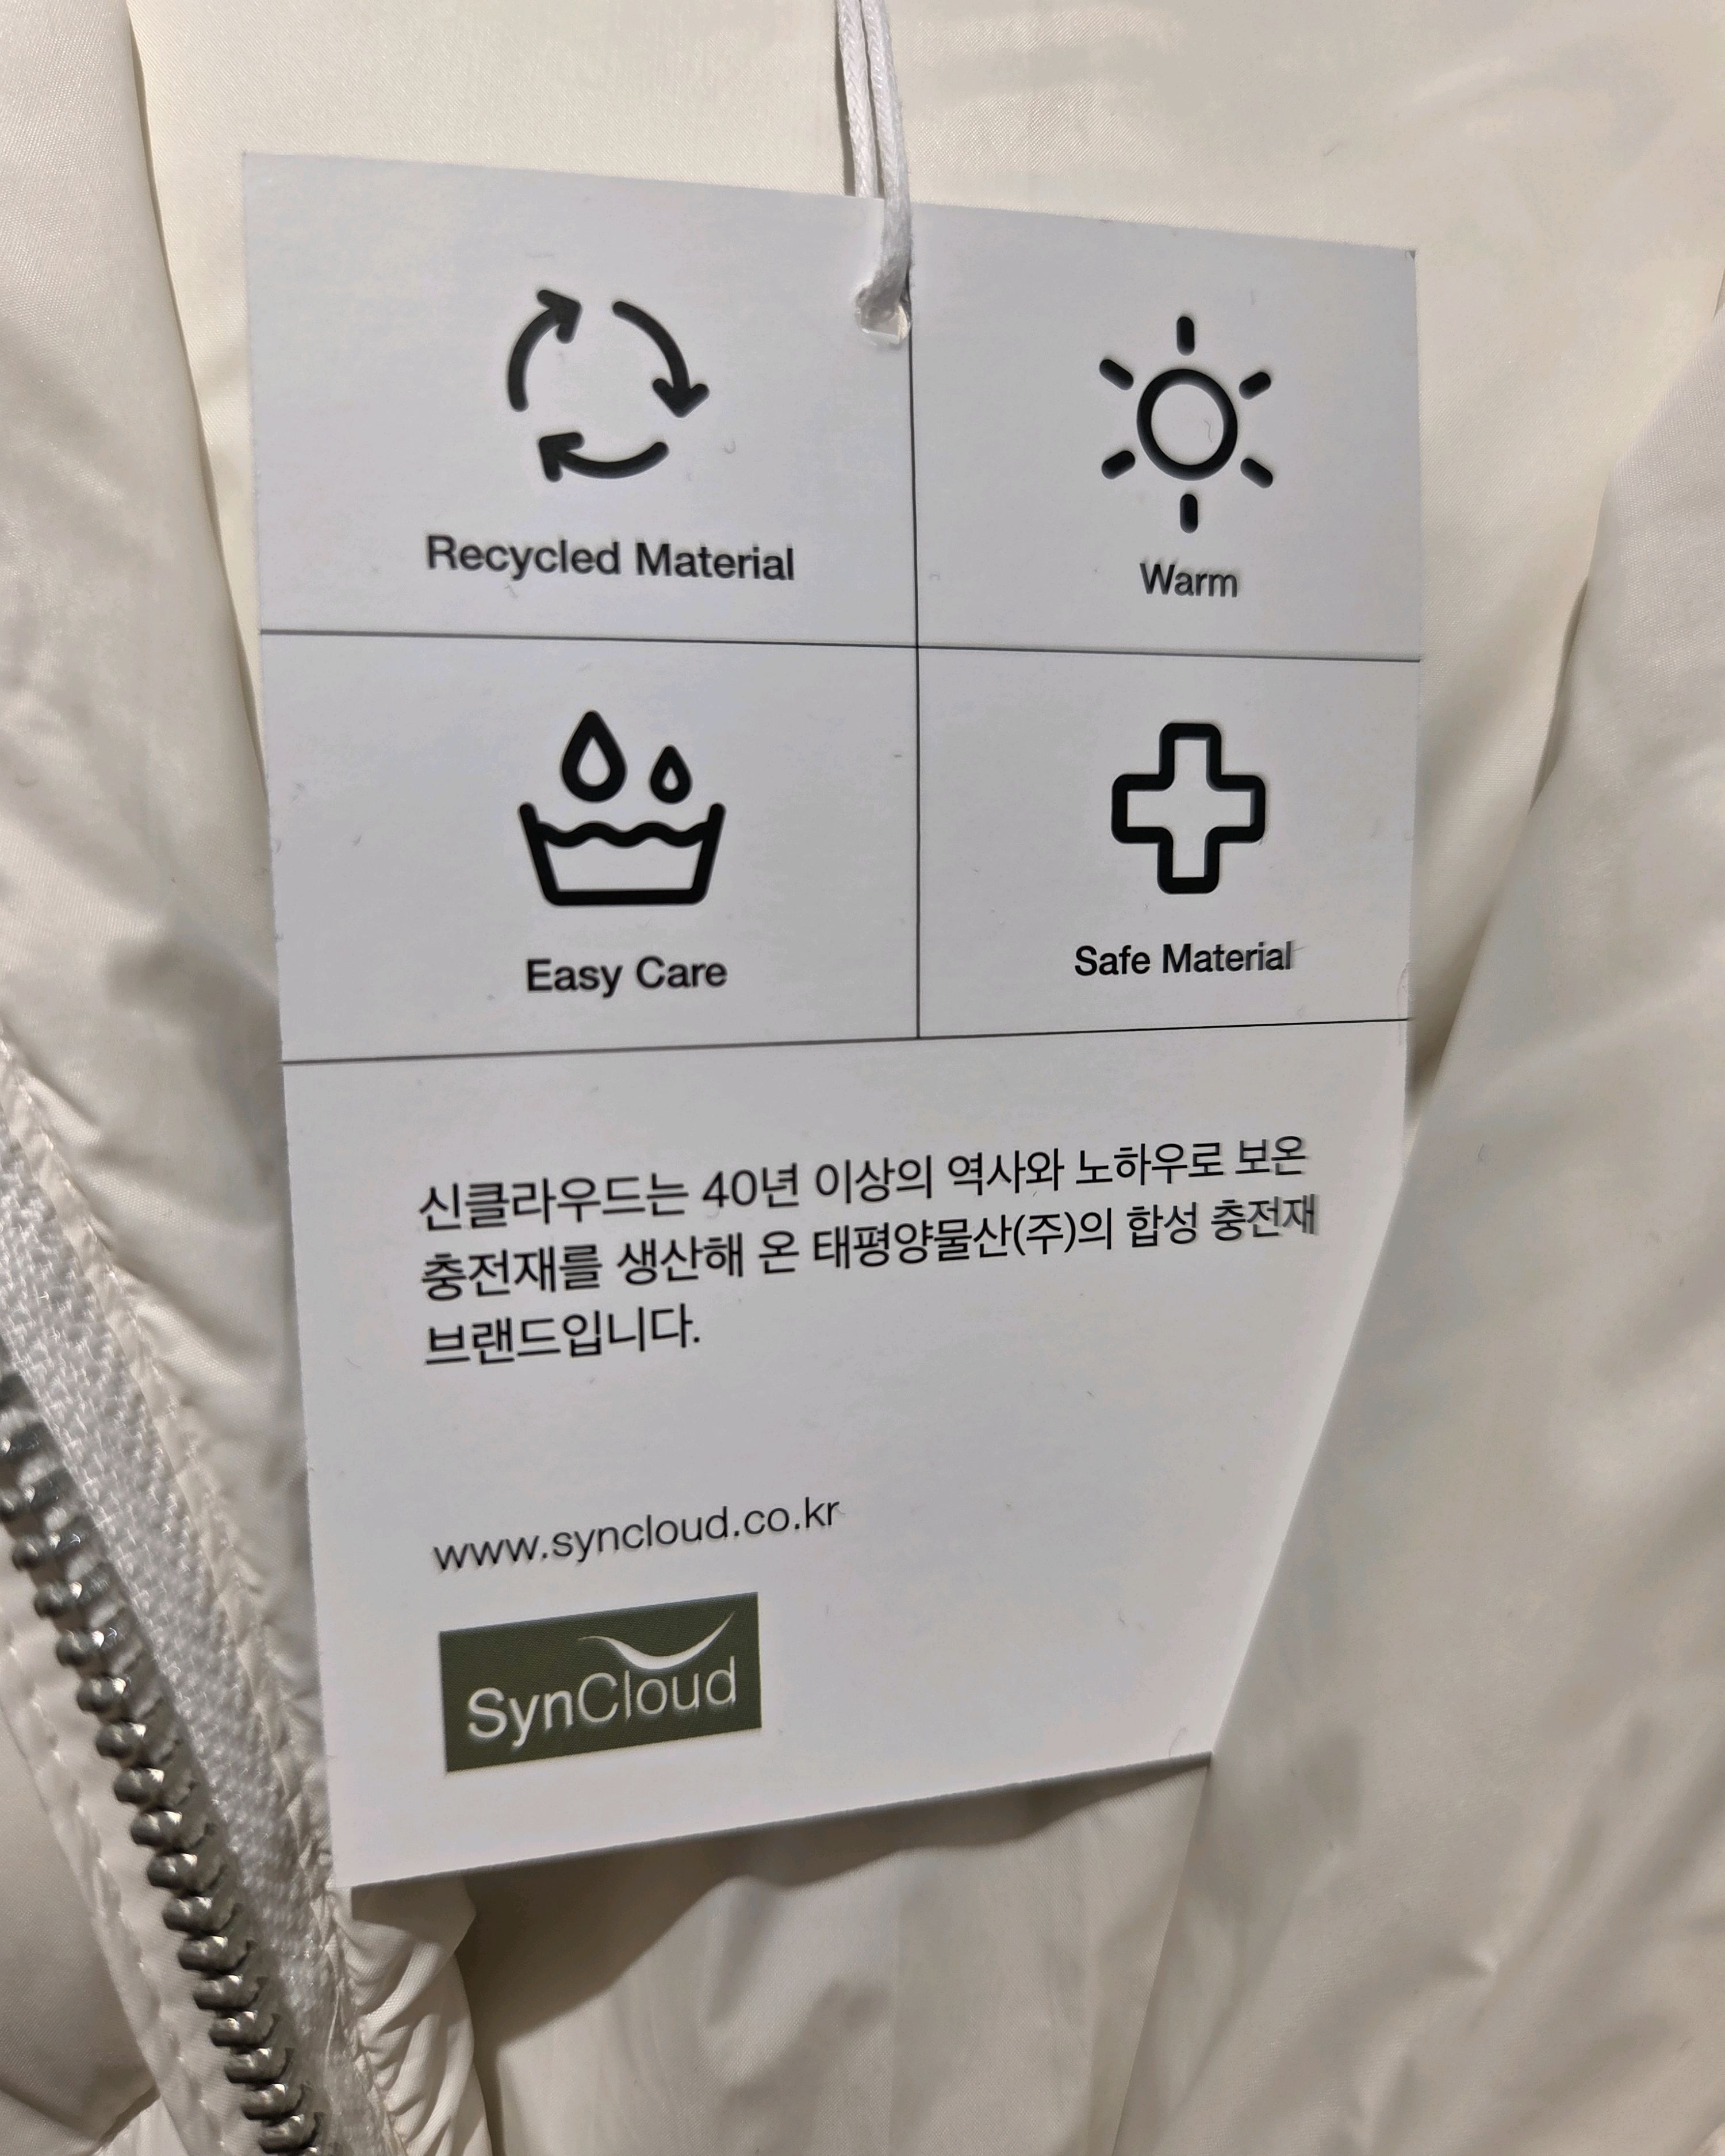 Recycled Material
Warm
Easy Care
Safe Material
신클라우드는 40년 이상의 역사와 노하우로 보온
충전재를 생산해 온 태평양물산(주)의 합성 충전재
브랜드입니다.
www.syncloud.co.kr
SynCloud